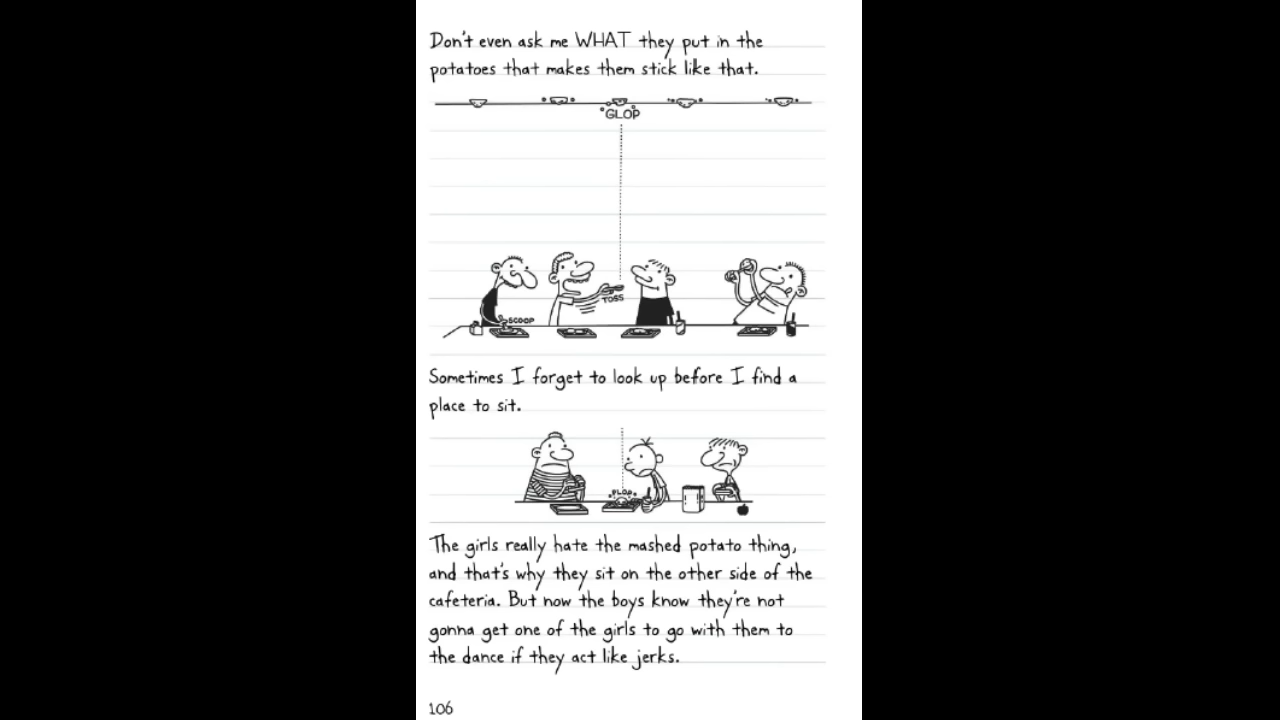 Don't even ask me WHAT they put in the
potatoes that makes them stick like that.
GLOP
TOSS
SCOOP
Sometimes I forget to look up before I find a
place to sit.
PLOP
The girls really hate the mashed potato thing,
and that's why they sit on the other side of the
cafeteria. But now the boys know they're not
gonna get one of the girls to go with them to
the dance if they act like jerks.
106